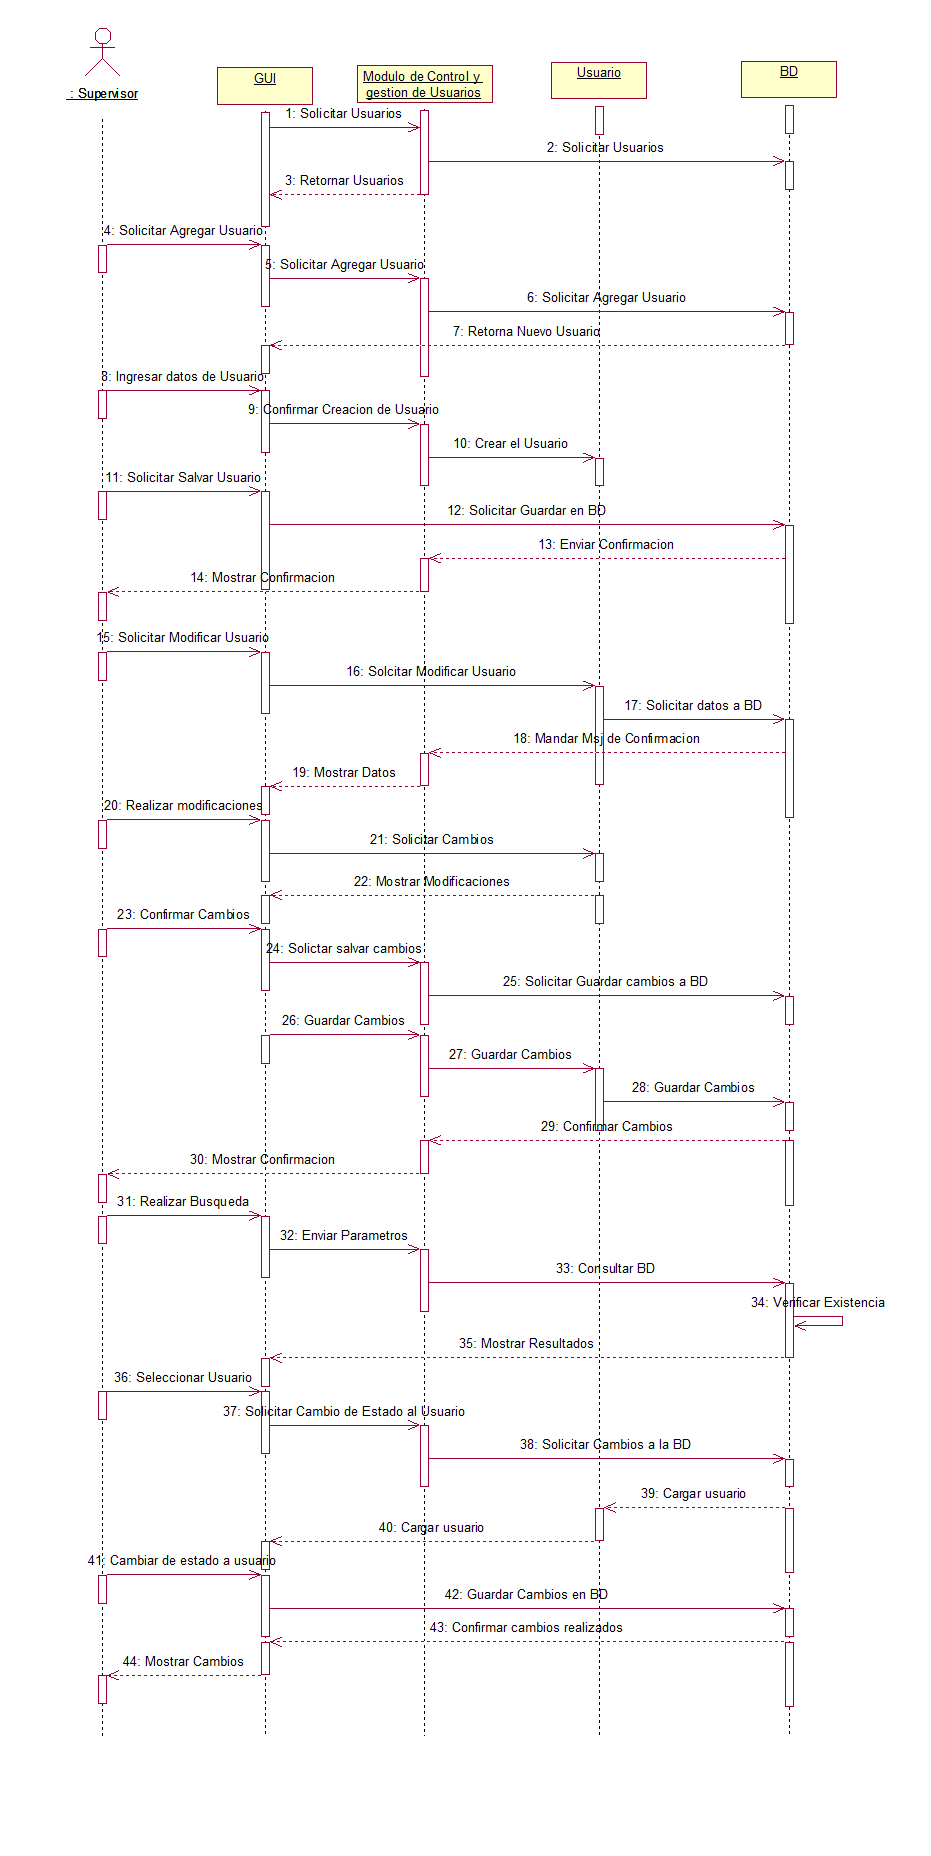 : Supervisor
GUI
Modulo de Control y
gestion de Usuarios
Usuario
BD
1: Solicitar Usuarios
2: Solicitar Usuarios
3: Retornar Usuarios
4: Solicitar Agregar Usuario
5: Solicitar Agregar Usuario
6: Solicitar Agregar Usuario
7: Retorna Nuevo Usuario
8: Ingresar datos de Usuario
9: Confirmar Creacion de Usuario
10: Crear el Usuario
11: Solicitar Salvar Usuario
12: Solicitar Guardar en BD
13: Enviar Confirmacion
14: Mostrar Confirmacion
15: Solicitar Modificar Usuario
16: Solcitar Modificar Usuario
17: Solicitar datos a BD
18: Mandar Msj de Confirmacion
19: Mostrar Datos
20: Realizar modificaciones
21: Solicitar Cambios
22: Mostrar Modificaciones
23: Confirmar Cambios
24: Solictar salvar cambios
25: Solicitar Guardar cambios a BD
26: Guardar Cambios
27: Guardar Cambios
28: Guardar Cambios
29: Confirmar Cambios
30: Mostrar Confirmacion
31: Realizar Busqueda
32: Enviar Parametros
33: Consultar BD
34: Verificar Existencia
35: Mostrar Resultados
36: Seleccionar Usuario
37: Solicitar Cambio de Estado al Usuario
38: Solicitar Cambios a la BD
39: Cargar usuario
40: Cargar usuario
41: Cambiar de estado a usuario
42: Guardar Cambios en BD
43: Confirmar cambios realizados
44: Mostrar Cambios